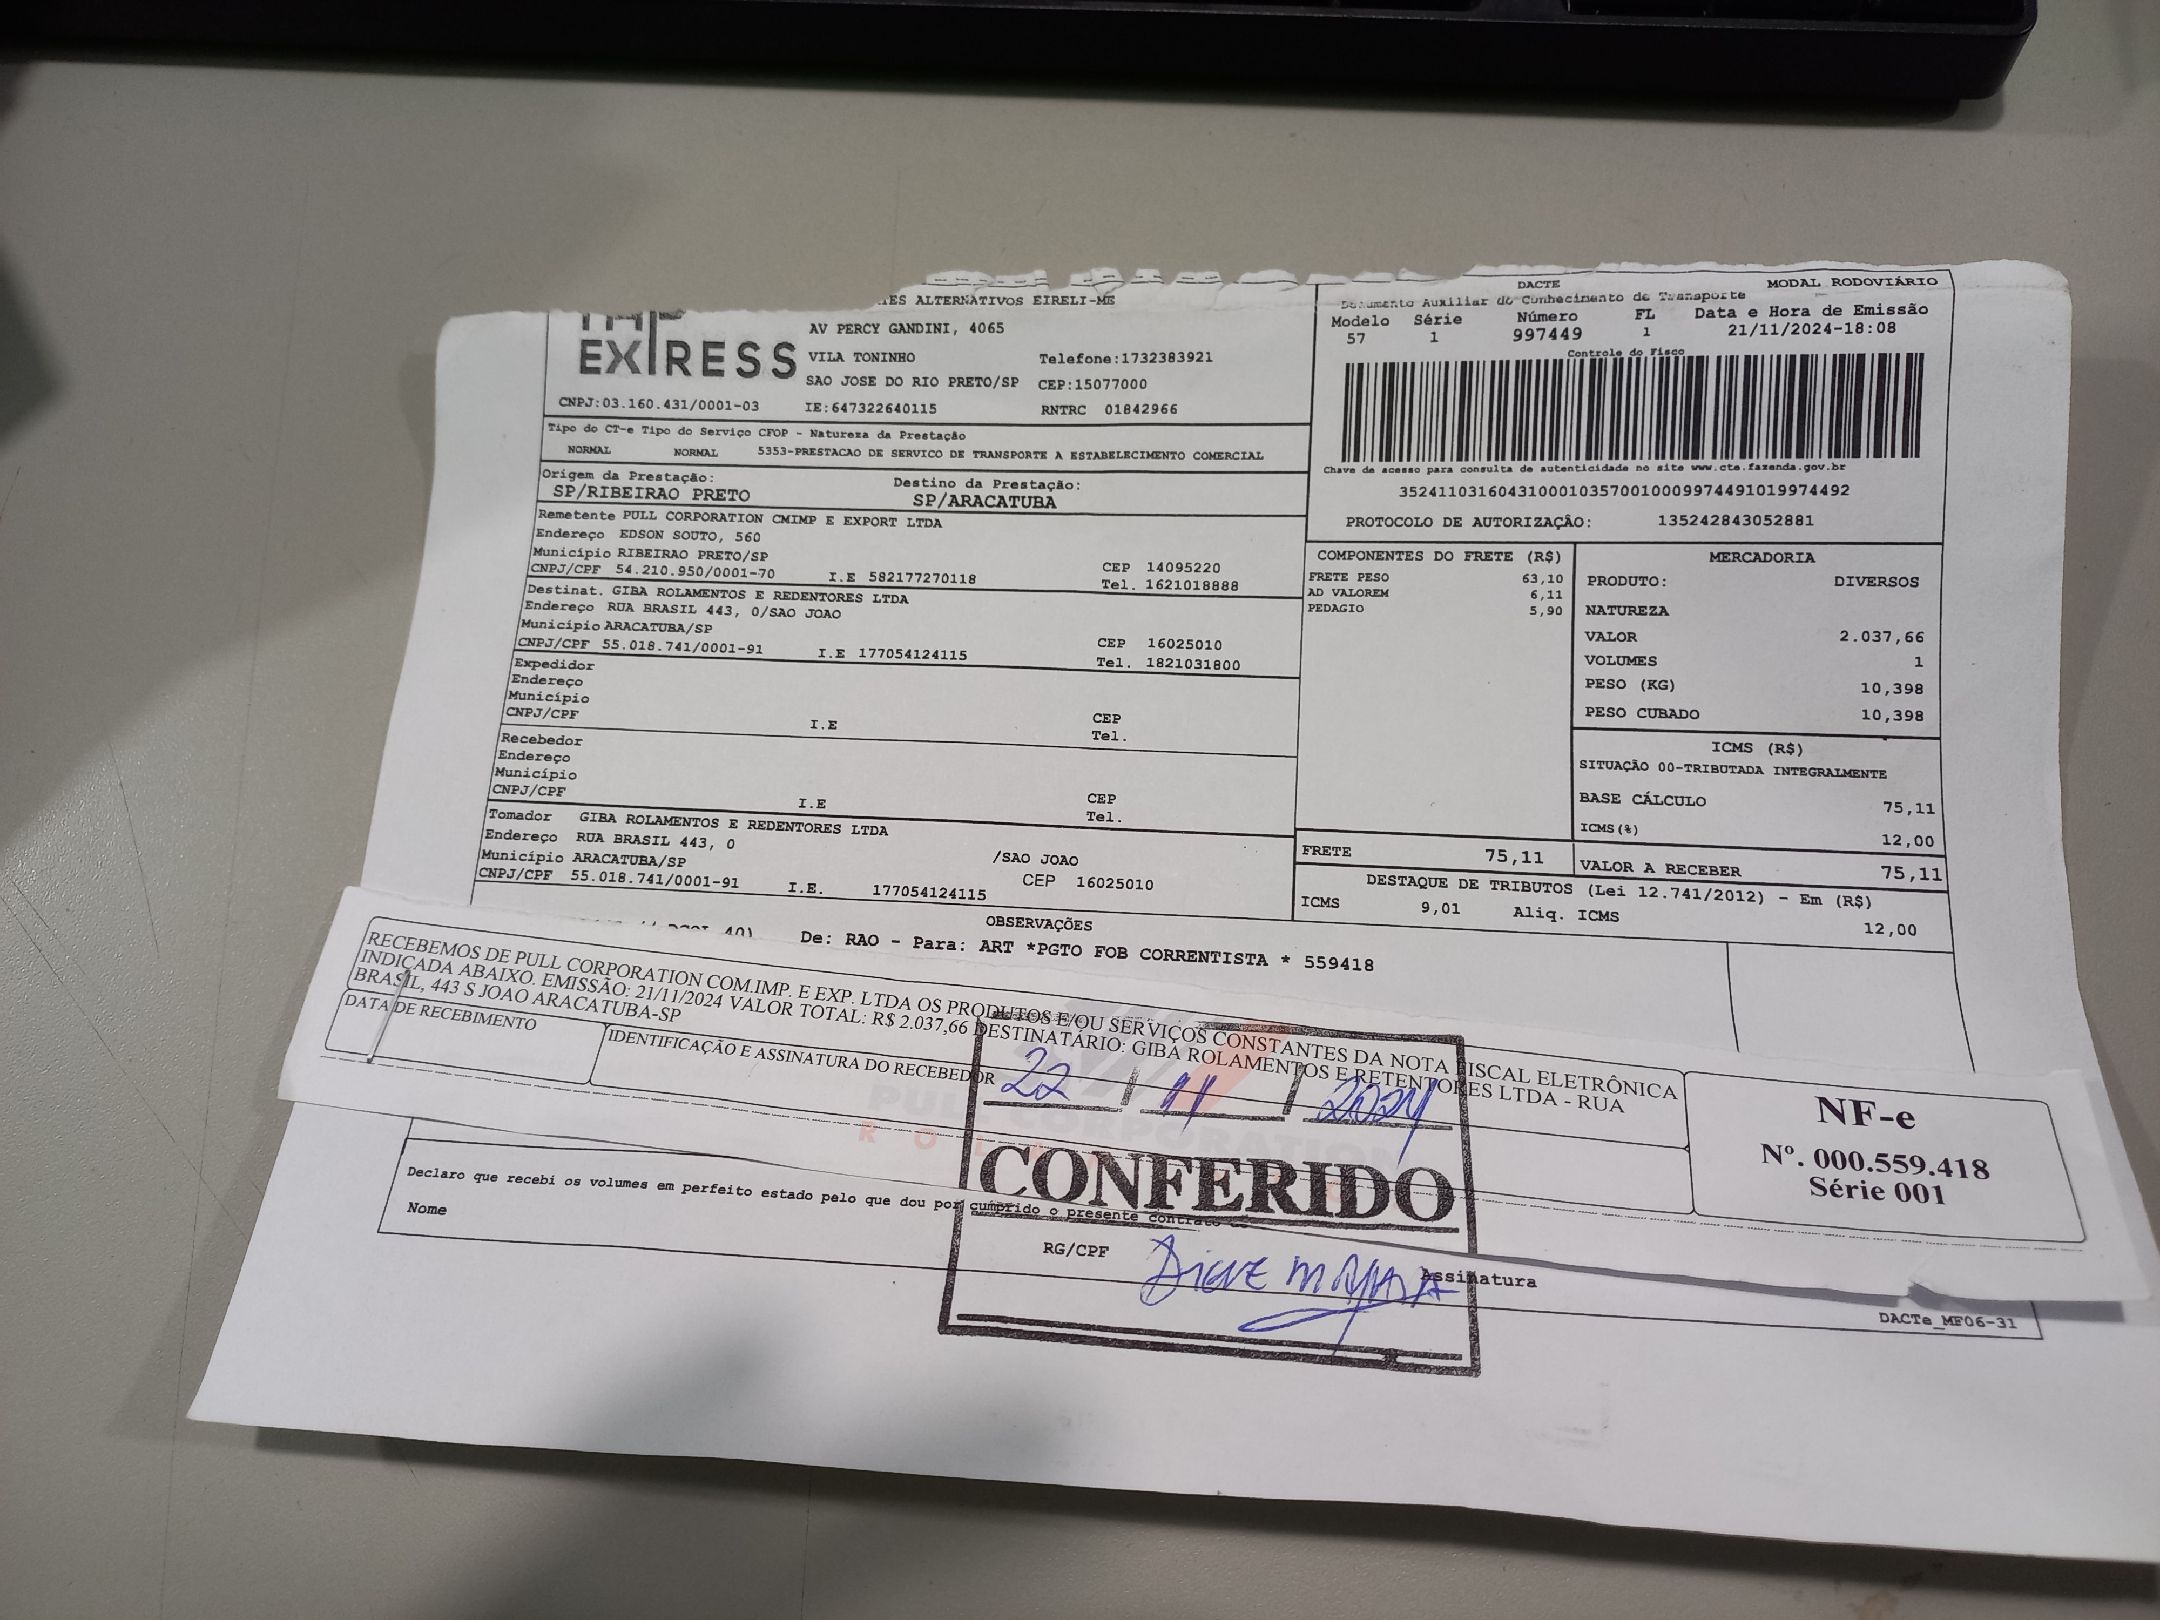 ES ALTERNATIVOS EIRELI-ME
EXPRESS
AV PERCY GANDINI, 4065
VILA TONINHO Telefone:1732383921
SAO JOSE DO RIO PRETO/SP CEP:15077000
CNPJ:03.160.431/0001-03 IE:647322640115 RNTRC 01842966
DACTE MODAL RODOVIÁRIO
Documento Auxiliar do Conhecimento de Transporte
Modelo Série Número FL Data e Hora de Emissão
57 1 997449 1 21/11/2024-18:08
Controle do Fisco
Chave de acesso para consulta de autenticidade no site www.cte.fazenda.gov.br
35241103160431000103570010009974491019974492
PROTOCOLO DE AUTORIZAÇÃO: 135242843052881
Tipo do CT-e Tipo do Serviço CFOP - Natureza da Prestação
NORMAL NORMAL 5353-PRESTACAO DE SERVICO DE TRANSPORTE A ESTABELECIMENTO COMERCIAL
Origem da Prestação: Destino da Prestação:
SP/RIBEIRAO PRETO SP/ARACATUBA
Remetente PULL CORPORATION CMIMP E EXPORT LTDA
Endereço EDSON SOUTO, 560
Município RIBEIRAO PRETO/SP CEP 14095220
CNPJ/CPF 54.210.950/0001-70 I.E 582177270118 Tel. 1621018888
Destinat. GIBA ROLAMENTOS E REDENTORES LTDA
Endereço RUA BRASIL 443, 0/SAO JOAO
Município ARACATUBA/SP CEP 16025010
CNPJ/CPF 55.018.741/0001-91 I.E 177054124115 Tel. 1821031800
Expedidor
Endereço
Município CEP
CNPJ/CPF I.E Tel.
Recebedor
Endereço
Município CEP
CNPJ/CPF I.E Tel.
Tomador GIBA ROLAMENTOS E REDENTORES LTDA
Endereço RUA BRASIL 443, 0 /SAO JOAO
Município ARACATUBA/SP CEP 16025010
CNPJ/CPF 55.018.741/0001-91 I.E. 177054124115
COMPONENTES DO FRETE (R$)
FRETE PESO 63,10
AD VALOREM 6,11
PEDAGIO 5,90
MERCADORIA
PRODUTO: DIVERSOS
NATUREZA
VALOR 2.037,66
VOLUMES 1
PESO (KG) 10,398
PESO CUBADO 10,398
ICMS (R$)
SITUAÇÃO 00-TRIBUTADA INTEGRALMENTE
BASE CÁLCULO 75,11
ICMS(%) 12,00
FRETE 75,11 VALOR A RECEBER 75,11
DESTAQUE DE TRIBUTOS (Lei 12.741/2012) - Em (R$)
ICMS 9,01 Aliq. ICMS 12,00
OBSERVAÇÕES
De: RAO - Para: ART *PGTO FOB CORRENTISTA * 559418
RECEBEMOS DE PULL CORPORATION COM.IMP. E EXP. LTDA OS PRODUTOS E/OU SERVIÇOS CONSTANTES DA NOTA FISCAL ELETRÔNICA
INDICADA ABAIXO. EMISSÃO: 21/11/2024 VALOR TOTAL: R$ 2.037,66 DESTINATÁRIO: GIBA ROLAMENTOS E RETENTORES LTDA - RUA
BRASIL, 443 S JOAO ARACATUBA-SP
DATA DE RECEBIMENTO IDENTIFICAÇÃO E ASSINATURA DO RECEBEDOR
NF-e
Nº. 000.559.418
Série 001
PULL CORPORATION
22 / 11 / 2024
CONFERIDO
Declaro que recebi os volumes em perfeito estado pelo que dou por cumprido o presente contrato
Nome RG/CPF Assinatura
DACTe_MF06-31